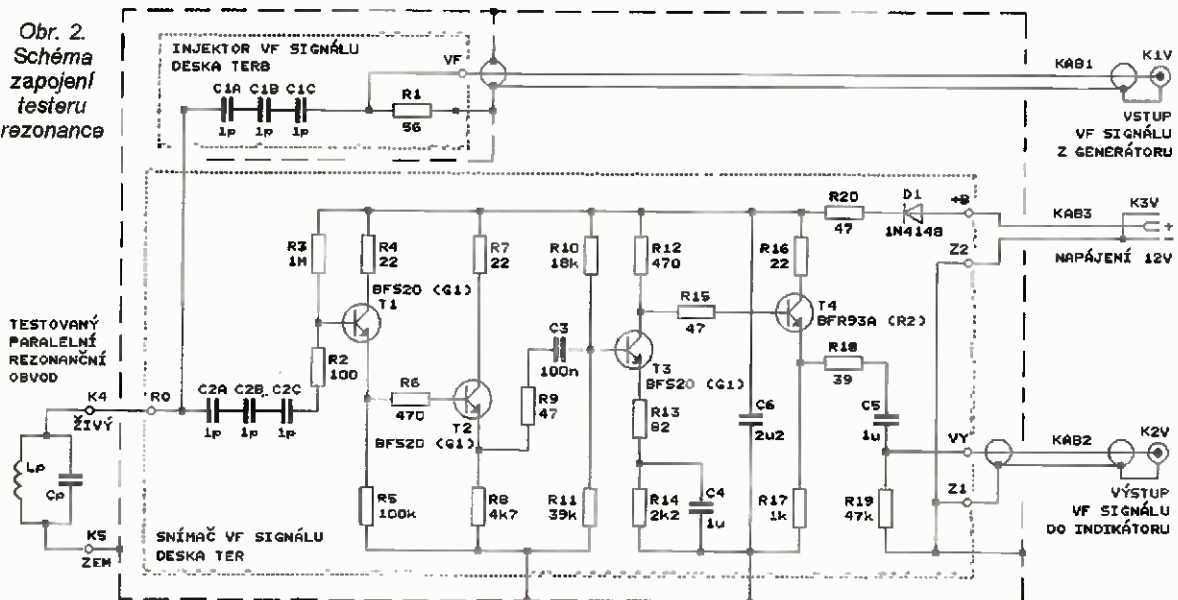 Obr. 2.
Schéma
zapojení
testeru
rezonance
INJEKTOR VF SIGNÁLU
DESKA TERB
VF
C1A C1B C1C
1p 1p 1p
R1
56
KAB1
K1V
VSTUP
VF SIGNÁLU
Z GENERÁTORU
R20
47
D1
1N4148
+B
KAB3
K3V
+
−
Z2
NAPÁJENÍ 12V
R3
1M
R4
22
R7
22
R10
18k
R12
470
R16
22
BFS20 (G1)
T1
R15
47
T4
BFR93A (R2)
TESTOVANÝ
PARALELNÍ
REZONANČNÍ
OBVOD
R2
100
C3
100n
T3
BFS20 (G1)
R18
39
K4
ŽIVÝ
RO
C2A C2B C2C
1p 1p 1p
R6
470
T2
BFS20 (G1)
R9
47
R13
82
C6
2u2
C5
1u
VY
KAB2
K2V
Lp
Cp
R5
100k
R8
4k7
R11
39k
R14
2k2
C4
1u
R17
1k
R19
47k
Z1
VÝSTUP
VF SIGNÁLU
DO INDIKÁTORU
K5
ZEM
SNÍMAČ VF SIGNÁLU
DESKA TER